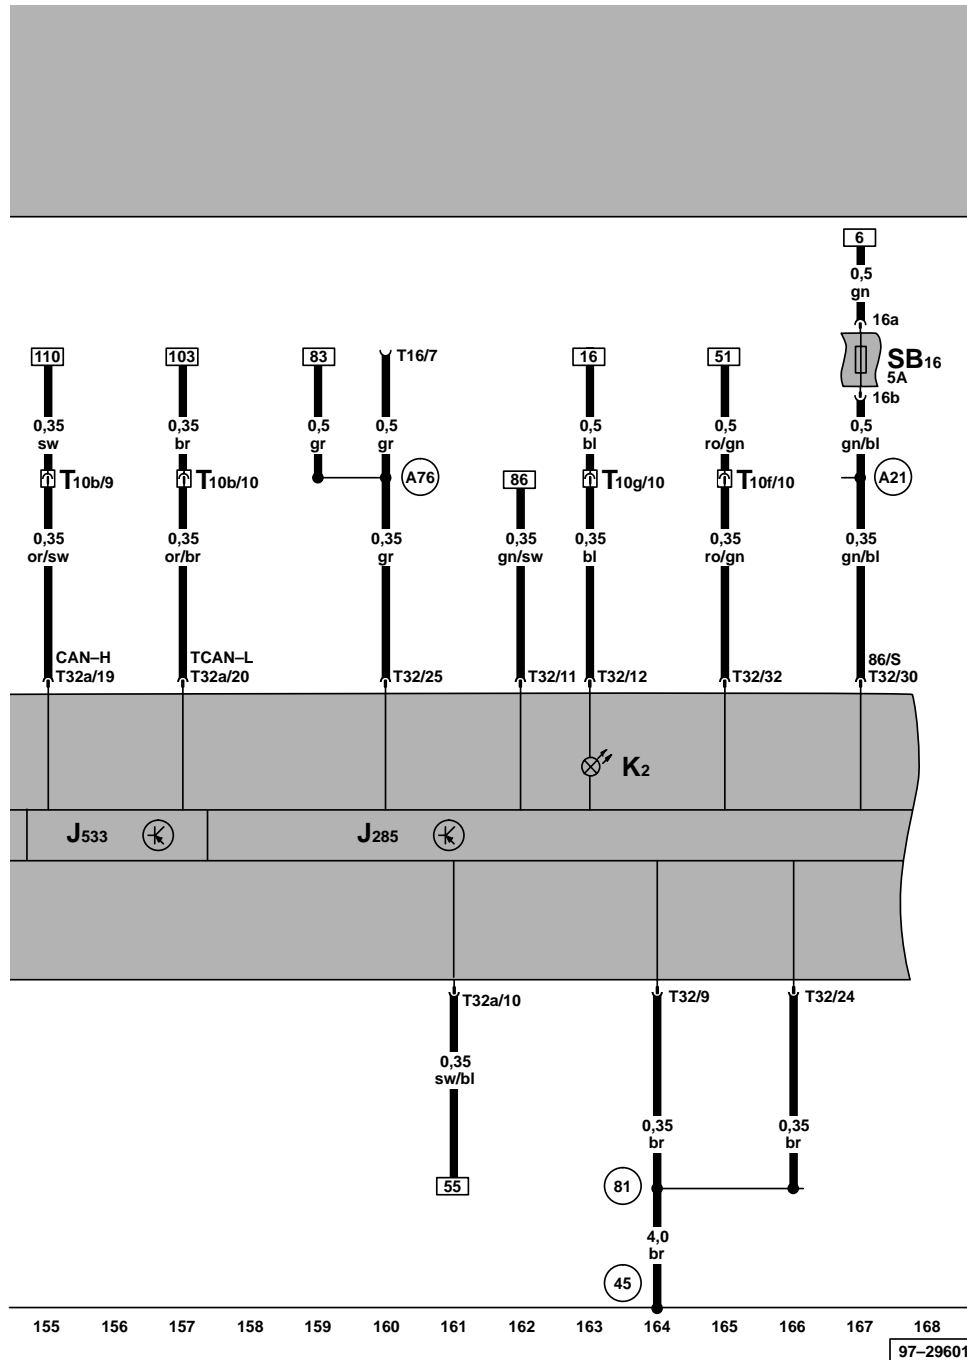 6
0,5
gn
16a
110
103
83
T16/7
16
51
SB16
5A
16b
0,35
sw
0,35
br
0,5
gr
0,5
gr
0,5
bl
0,5
ro/gn
0,5
gn/bl
T10b/9
T10b/10
A76
86
T10g/10
T10f/10
A21
0,35
or/sw
0,35
or/br
0,35
gr
0,35
gn/sw
0,35
bl
0,35
ro/gn
0,35
gn/bl
CAN–H
T32a/19
TCAN–L
T32a/20
T32/25
T32/11
T32/12
T32/32
86/S
T32/30
K2
J533
J285
T32a/10
T32/9
T32/24
0,35
sw/bl
0,35
br
0,35
br
55
81
4,0
br
45
155 156 157 158 159 160 161 162 163 164 165 166 167 168
97–29601